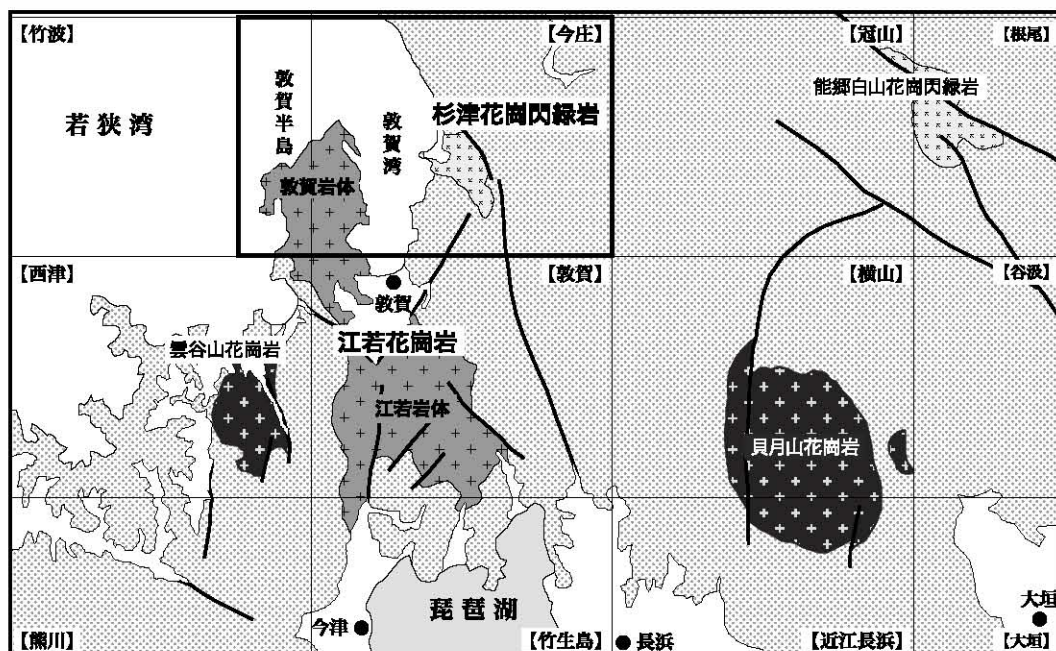 【竹波】
【今庄】
【冠山】
【根尾】
能郷白山花崗閃緑岩
敦賀半島
敦賀湾
杉津花崗閃緑岩
若狭湾
敦賀岩体
【西津】
【敦賀】
【横山】
【谷汲】
敦賀
江若花崗岩
雲谷山花崗岩
江若岩体
貝月山花崗岩
琵琶湖
今津
長浜
大垣
【熊川】
【竹生島】
【近江長浜】
【大垣】